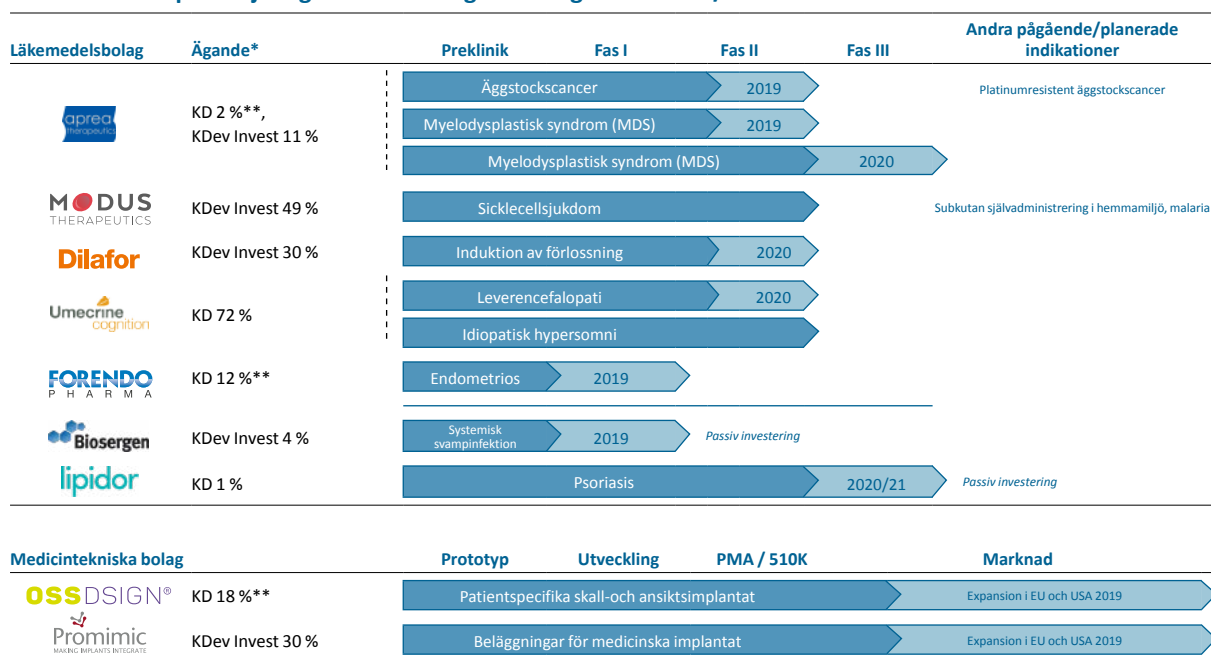 Läkemedelsbolag Ägande* Preklinik Fas I Fas II Fas III Andra pågående/planerade
indikationer
aprea
therapeutics
KD 2 %**,
KDev Invest 11 %
Äggstockscancer 2019 Platinumresistent äggstockscancer
Myelodysplastisk syndrom (MDS) 2019
Myelodysplastisk syndrom (MDS) 2020
MODUS
THERAPEUTICS
KDev Invest 49 % Sicklecellsjukdom Subkutan självadministrering i hemmamiljö, malaria
Dilafor KDev Invest 30 % Induktion av förlossning 2020
Umecrine
cognition
KD 72 %
Leverencefalopati 2020
Idiopatisk hypersomni
FORENDO
PHARMA
KD 12 %** Endometrios 2019
Biosergen KDev Invest 4 % Systemisk
svampinfektion
2019 Passiv investering
lipidor KD 1 % Psoriasis 2020/21 Passiv investering
Medicintekniska bolag Prototyp Utveckling PMA / 510K Marknad
OSSDSIGN® KD 18 %** Patientspecifika skall-och ansiktsimplantat Expansion i EU och USA 2019
Promimic
MAKING IMPLANTS INTEGRATE
KDev Invest 30 % Beläggningar för medicinska implantat Expansion i EU och USA 2019